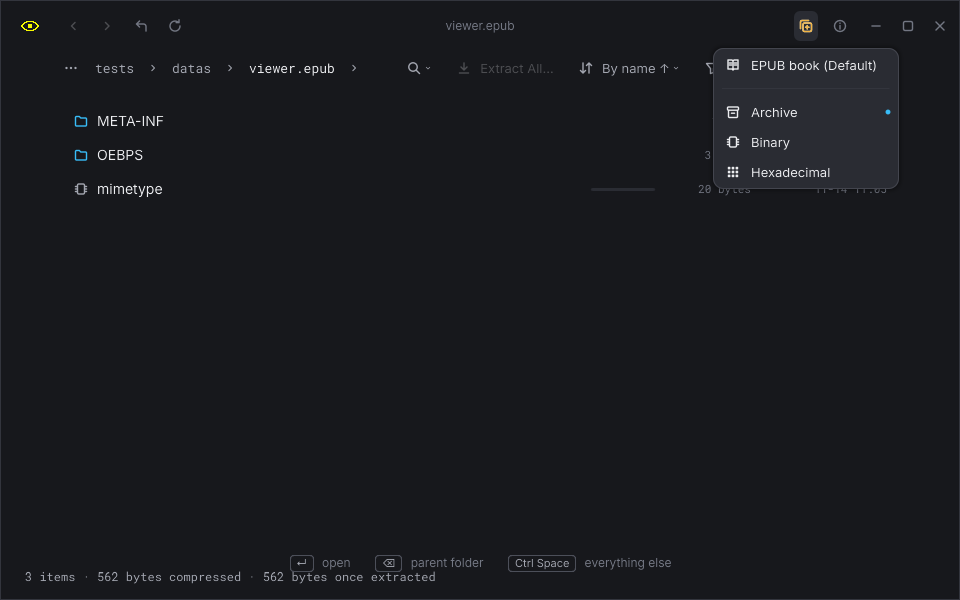 viewer.epub
tests
datas
viewer.epub
Extract All...
By name
EPUB book (Default)
Archive
Binary
Hexadecimal
META-INF
OEBPS
3
mimetype
20 bytes
open
parent folder
Ctrl Space
everything else
3 items · 562 bytes compressed · 562 bytes once extracted